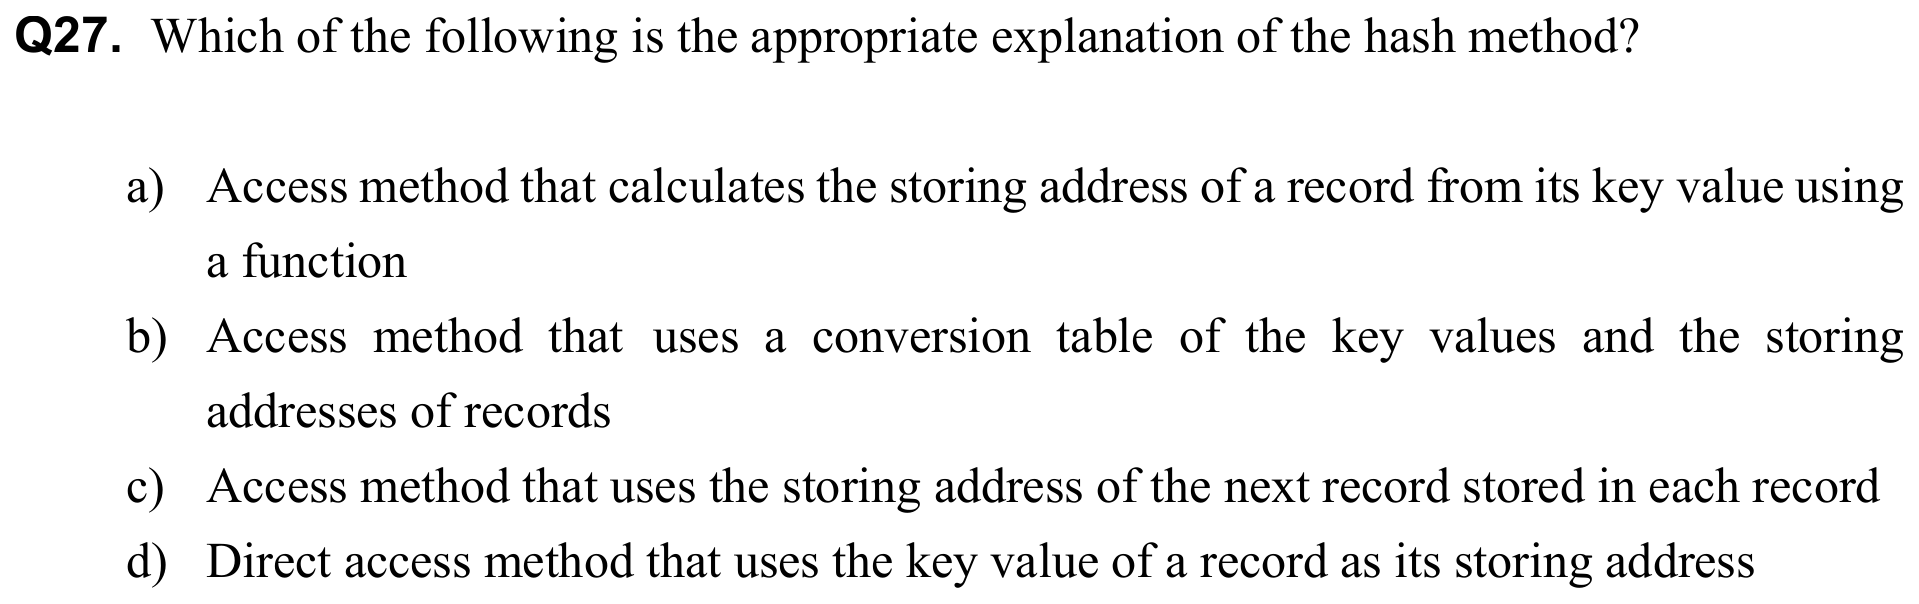 Q27. Which of the following is the appropriate explanation of the hash method?
a) Access method that calculates the storing address of a record from its key value using
a function
b) Access method that uses a conversion table of the key values and the storing
addresses of records
c) Access method that uses the storing address of the next record stored in each record
d) Direct access method that uses the key value of a record as its storing address